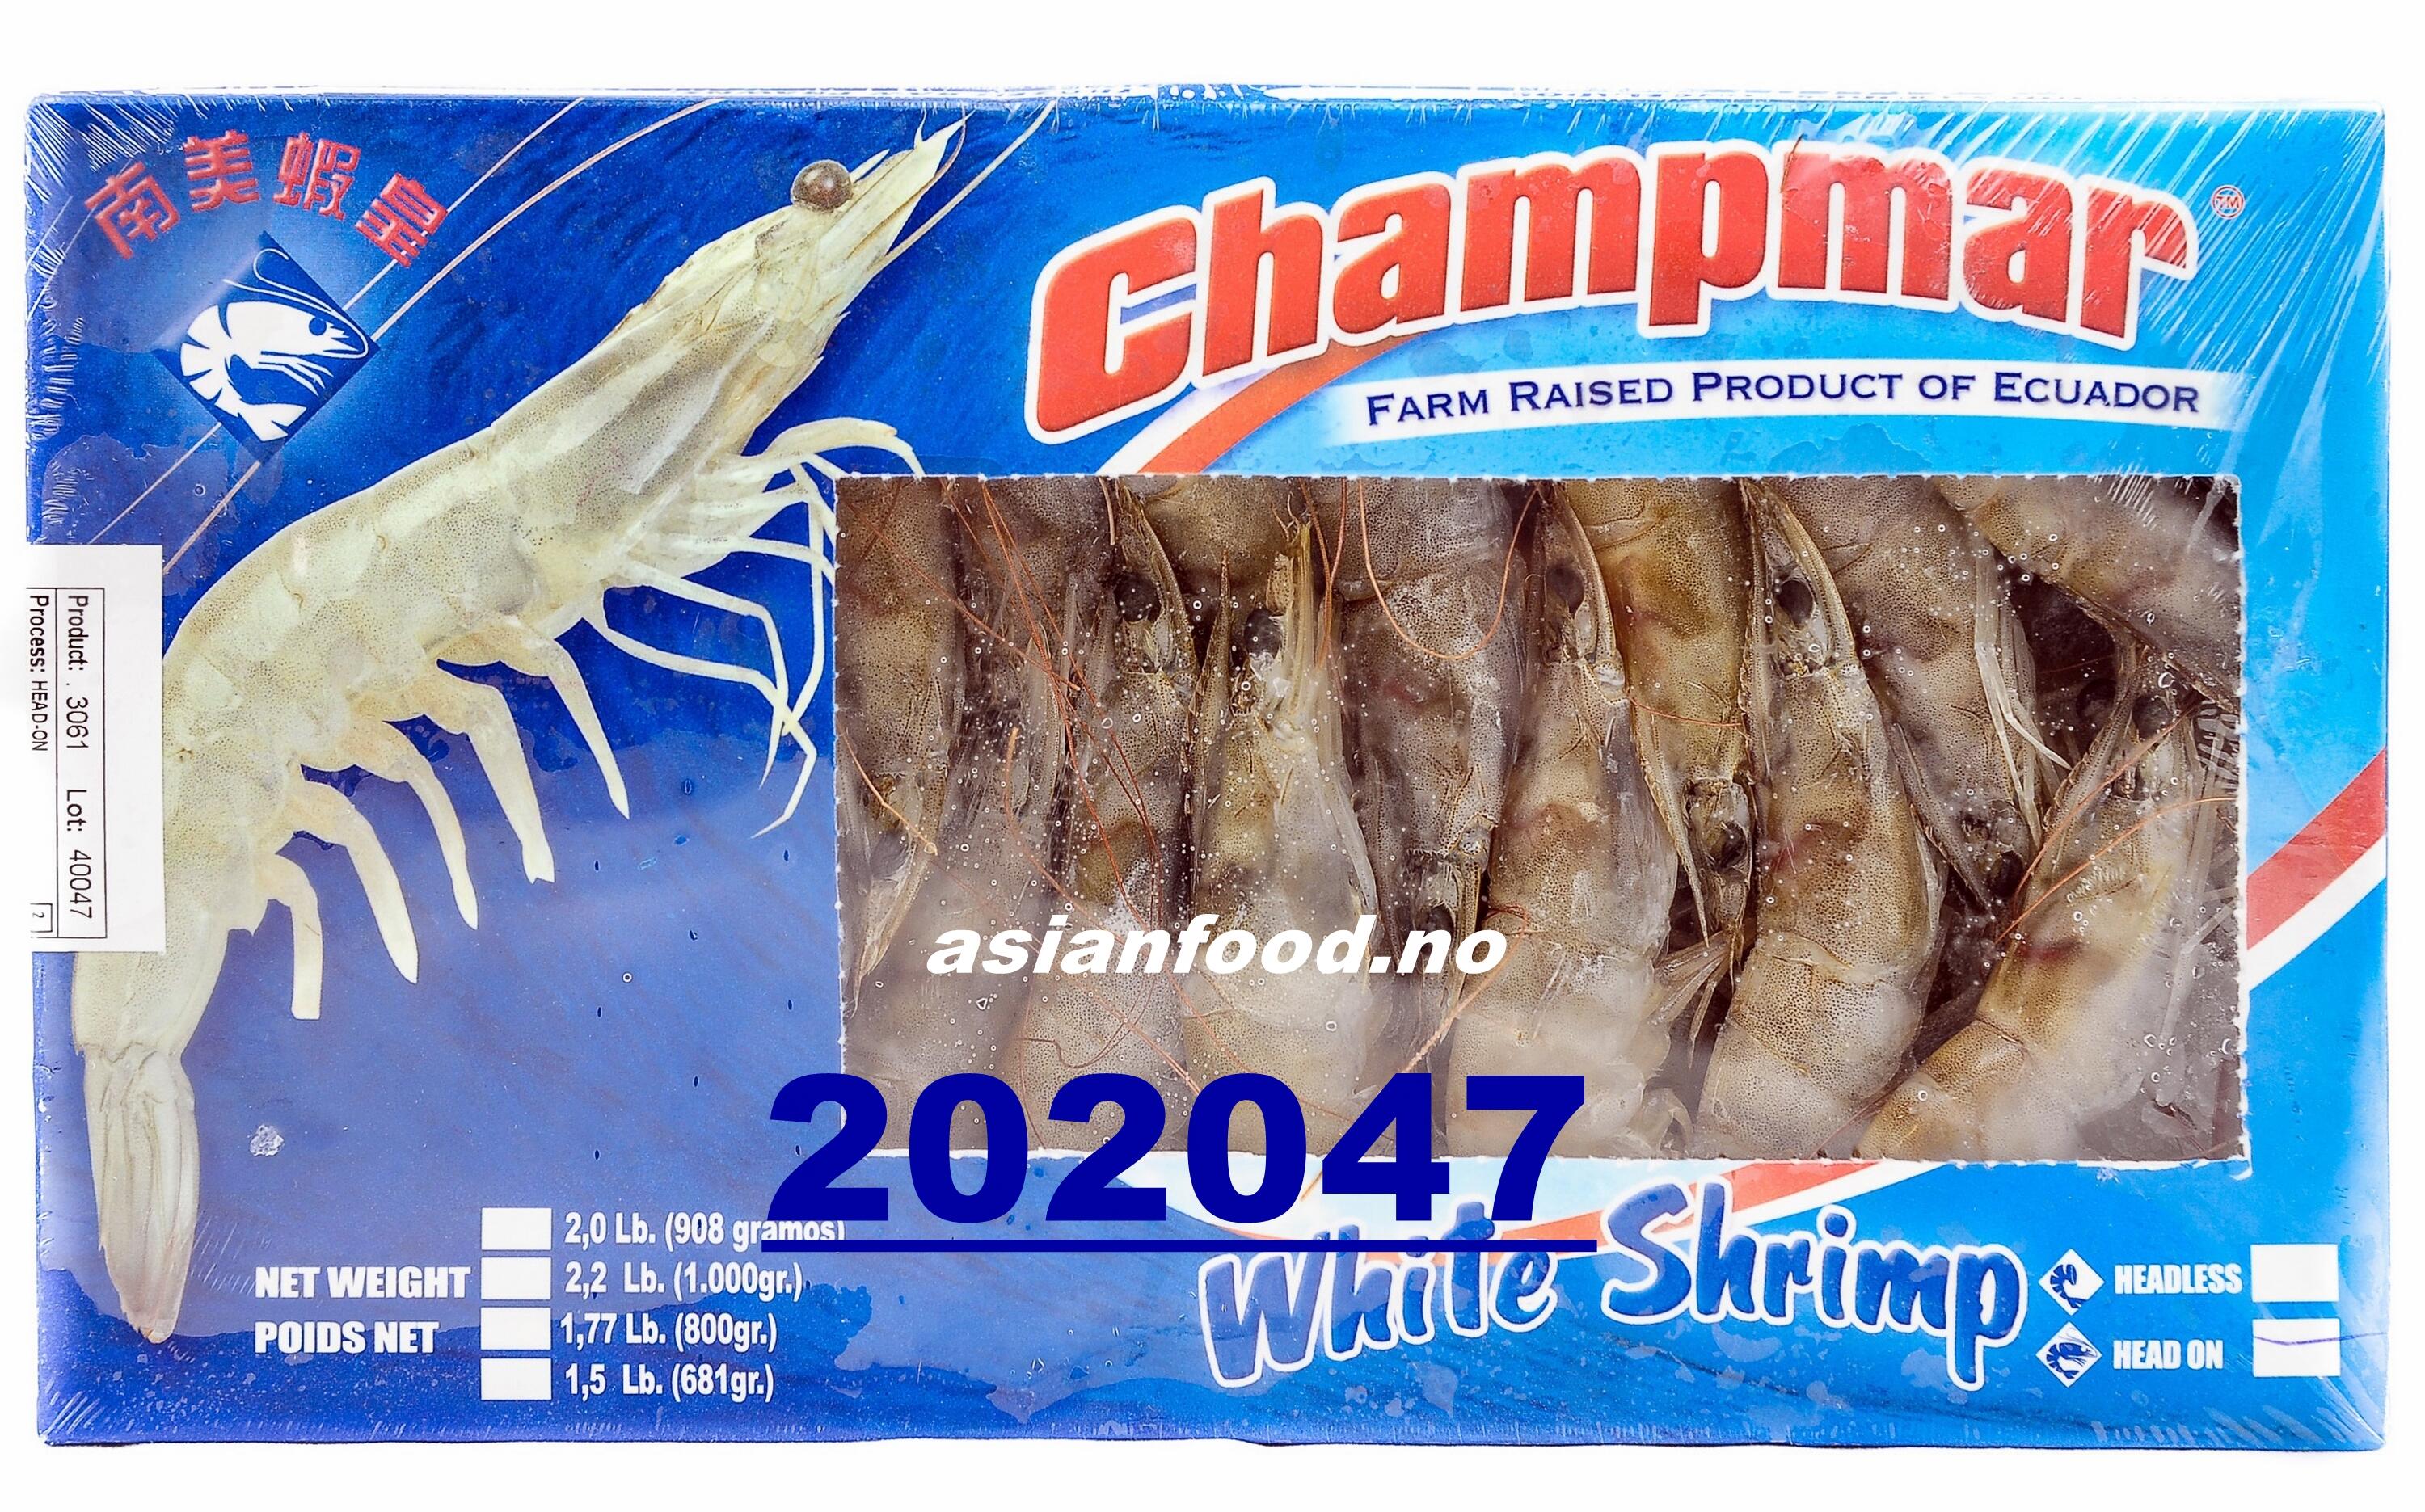 南美蝦皇
Champmar
TM
FARM RAISED PRODUCT OF ECUADOR
Product: . 3061 Lot: 40047
Process: HEAD-ON
2
asianfood.no
202047
2,0 Lb. (908 gramos)
NET WEIGHT
2,2 Lb. (1.000gr.)
POIDS NET
1,77 Lb. (800gr.)
1,5 Lb. (681gr.)
White Shrimp
HEADLESS
HEAD ON